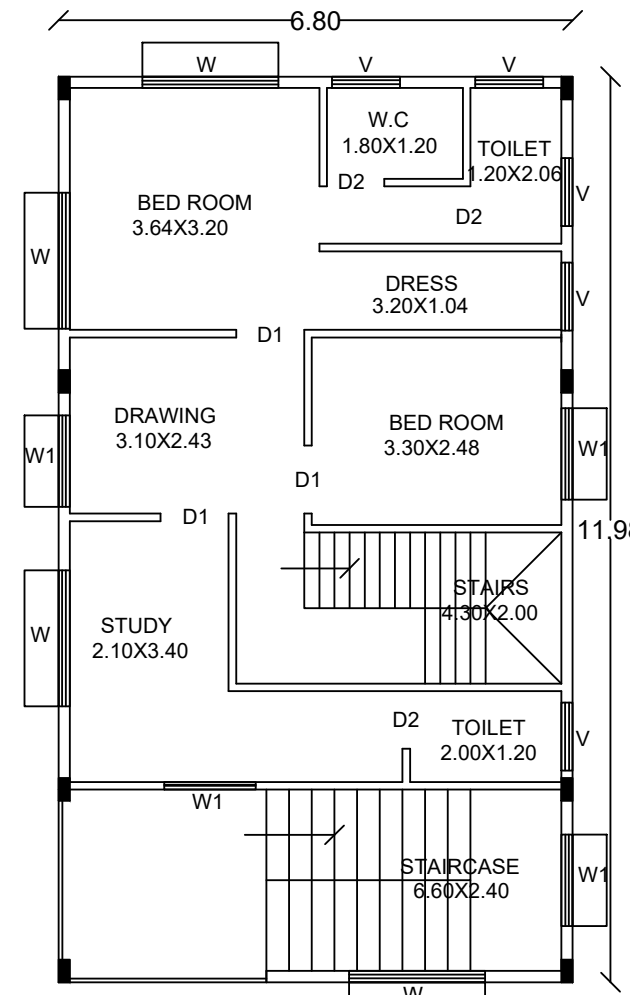 6.80
W
V
V
W.C
1.80X1.20
TOILET
1.20X2.06
D2
V
BED ROOM
3.64X3.20
D2
W
DRESS
3.20X1.04
V
D1
DRAWING
3.10X2.43
BED ROOM
3.30X2.48
W1
W1
D1
D1
11.98
STAIRS
4.30X2.00
W
STUDY
2.10X3.40
D2
TOILET
2.00X1.20
V
W1
STAIRCASE
6.60X2.40
W1
W